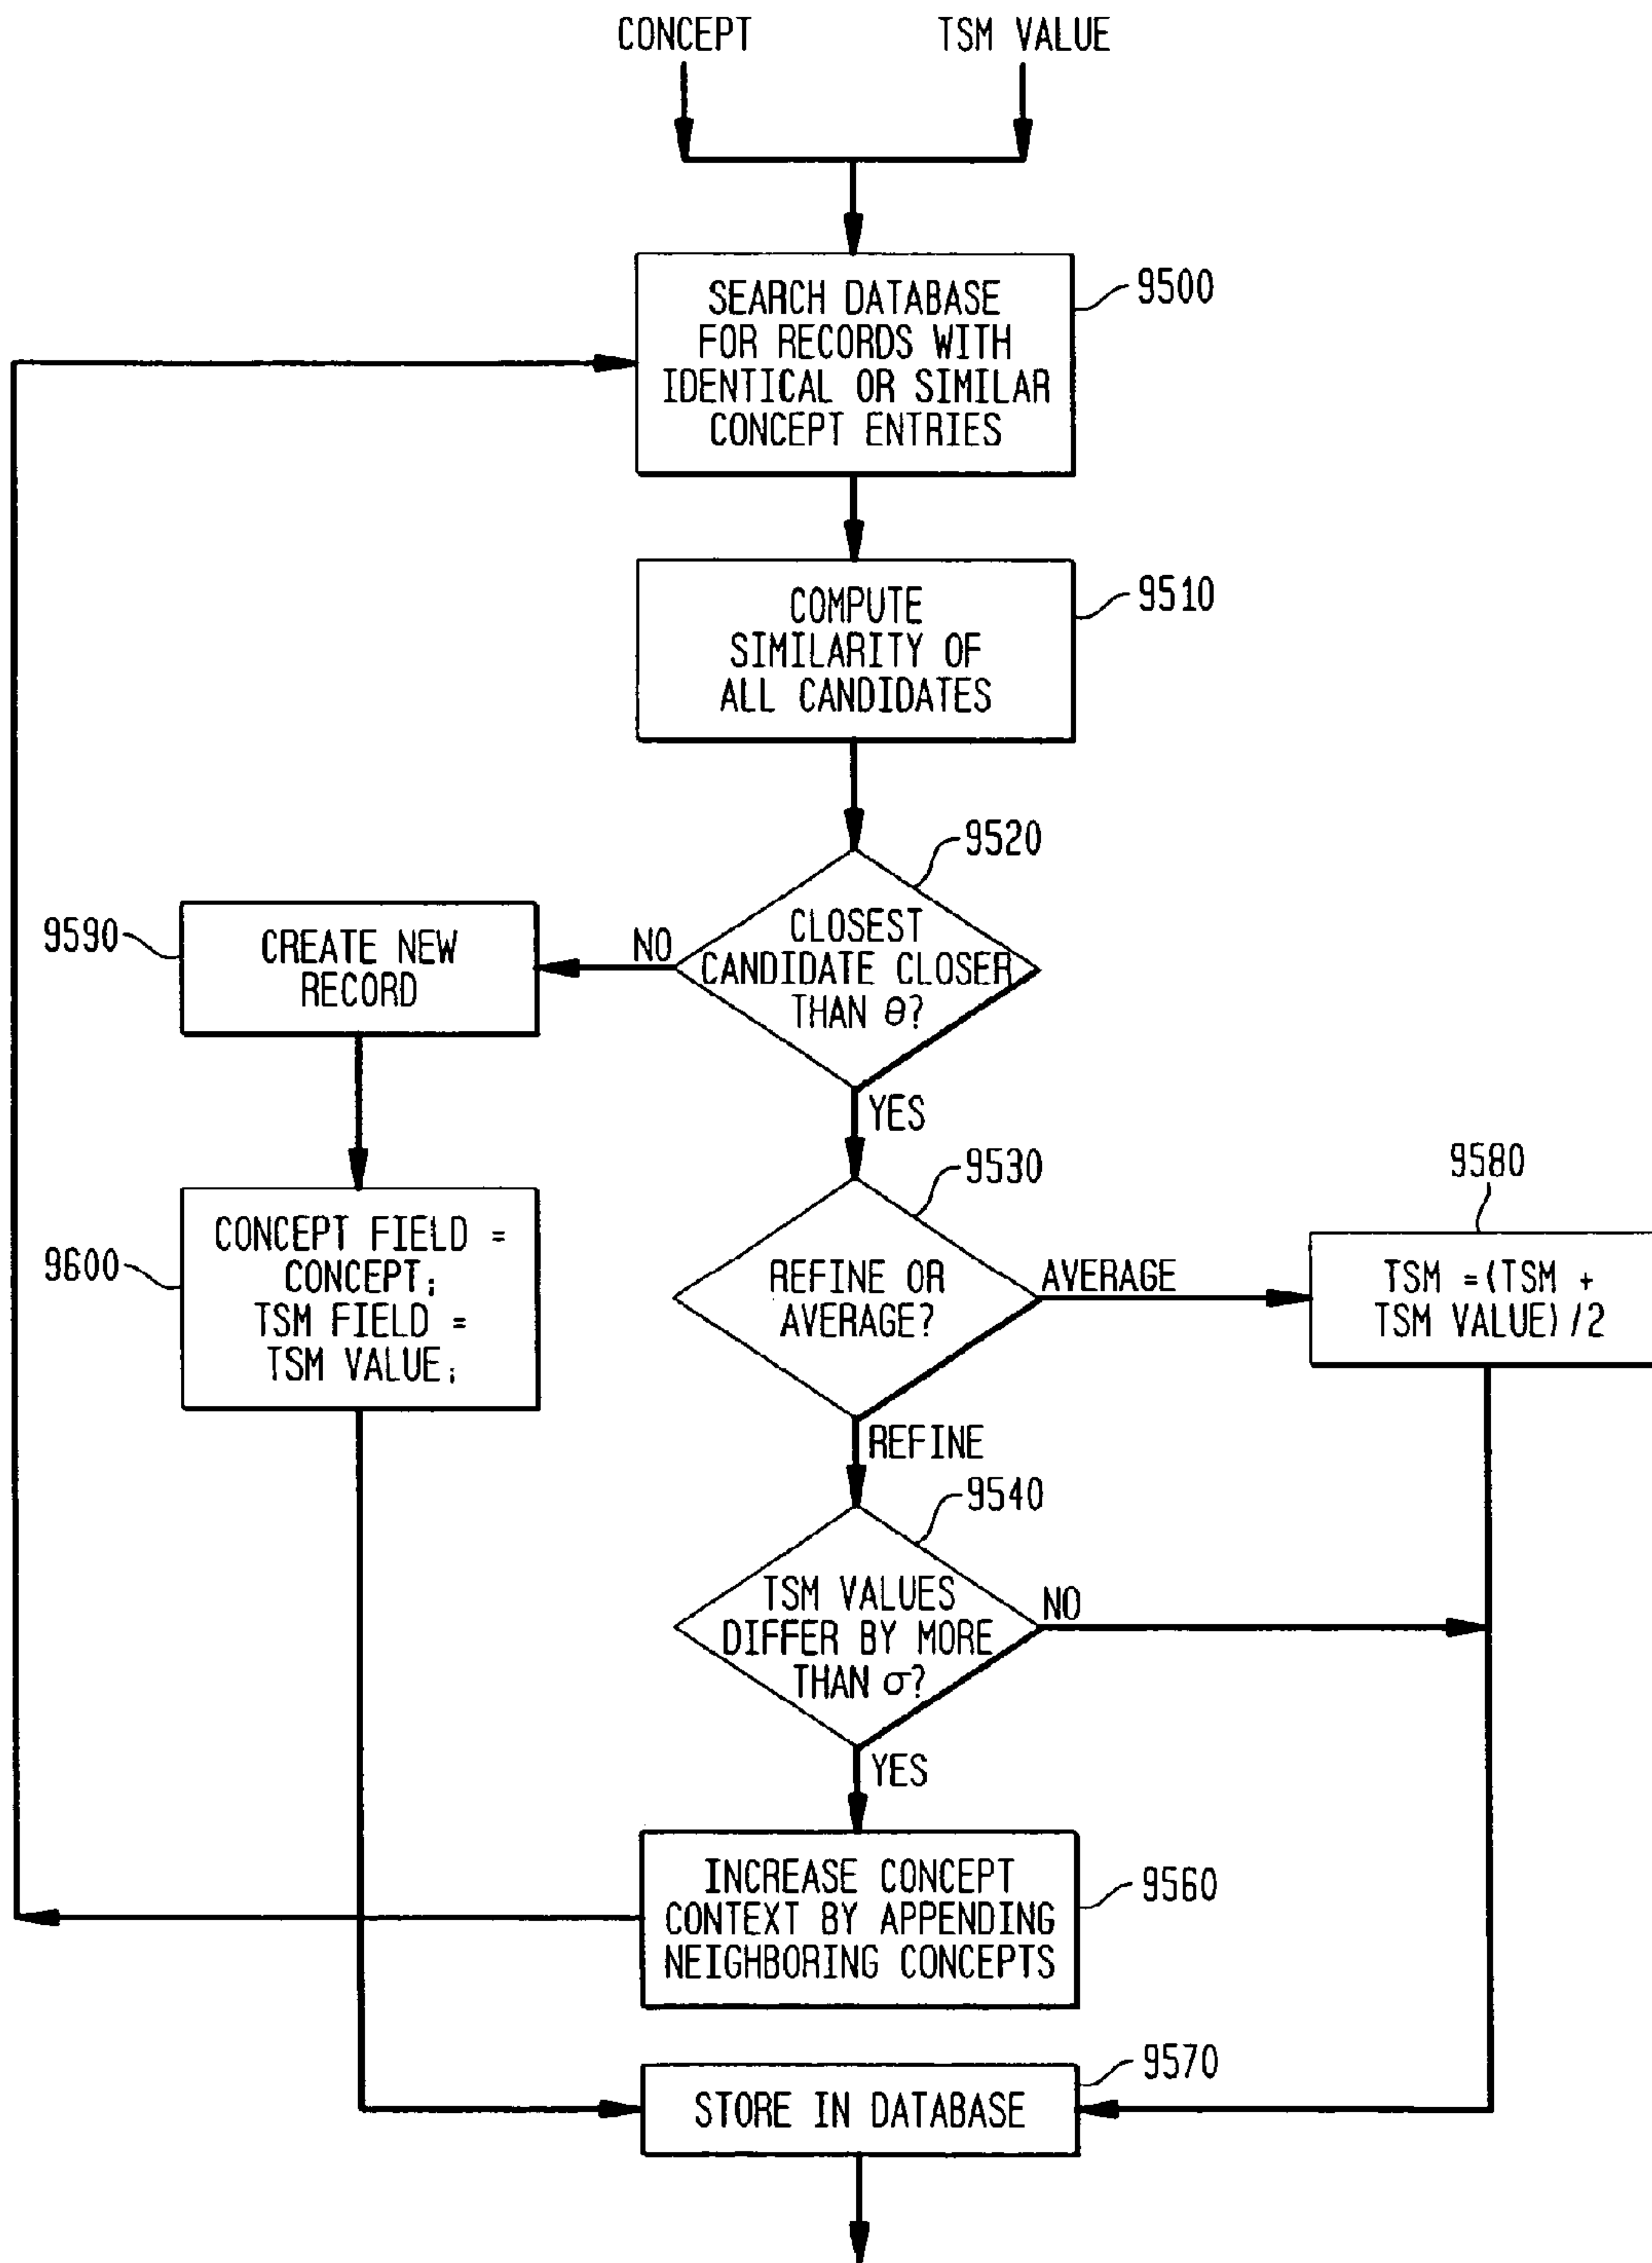 CONCEPT
TSM VALUE
SEARCH DATABASE
FOR RECORDS WITH
IDENTICAL OR SIMILAR
CONCEPT ENTRIES
9500
COMPUTE
SIMILARITY OF
ALL CANDIDATES
9510
CLOSEST
CANDIDATE CLOSER
THAN θ?
9520
NO
YES
9590
CREATE NEW
RECORD
9600
CONCEPT FIELD =
CONCEPT;
TSM FIELD =
TSM VALUE;
REFINE OR
AVERAGE?
9530
AVERAGE
REFINE
9580
TSM =(TSM +
TSM VALUE)/2
TSM VALUES
DIFFER BY MORE
THAN σ?
9540
NO
YES
INCREASE CONCEPT
CONTEXT BY APPENDING
NEIGHBORING CONCEPTS
9560
STORE IN DATABASE
9570